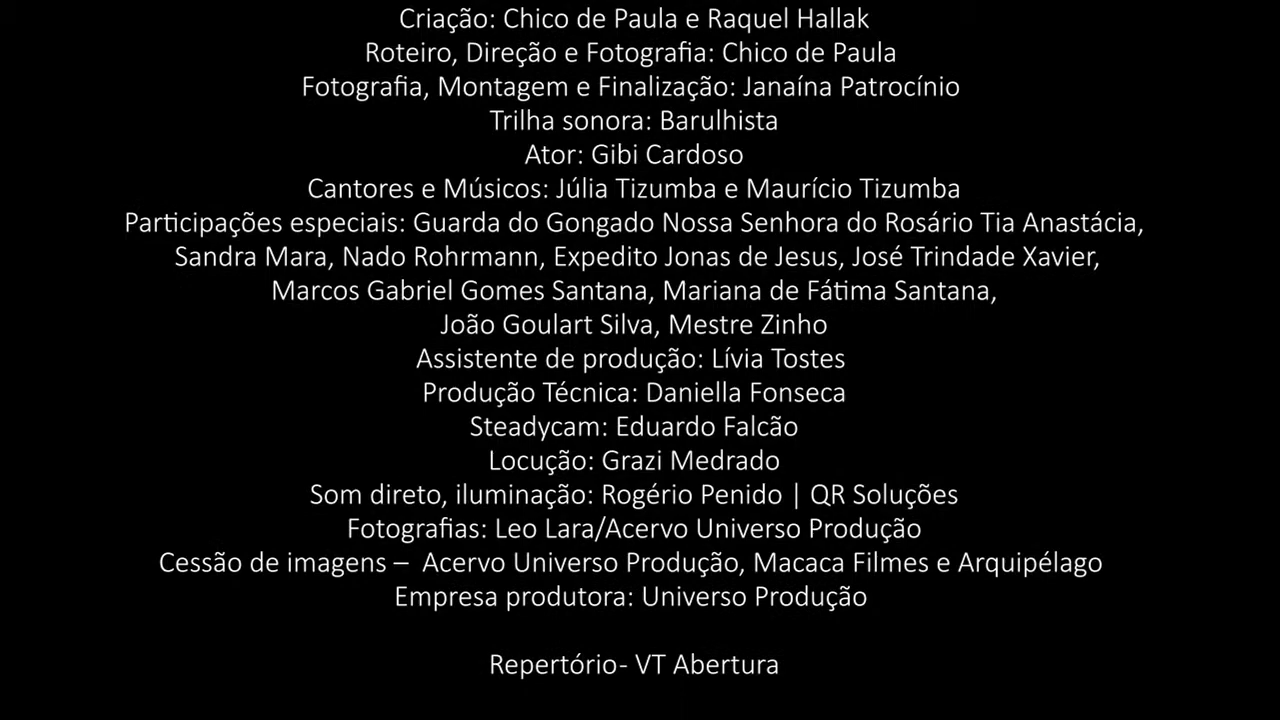 Criação: Chico de Paula e Raquel Hallak
Roteiro, Direção e Fotografia: Chico de Paula
Fotografia, Montagem e Finalização: Janaína Patrocínio
Trilha sonora: Barulhista
Ator: Gibi Cardoso
Cantores e Músicos: Júlia Tizumba e Maurício Tizumba
Participações especiais: Guarda do Gongado Nossa Senhora do Rosário Tia Anastácia,
Sandra Mara, Nado Rohrmann, Expedito Jonas de Jesus, José Trindade Xavier,
Marcos Gabriel Gomes Santana, Mariana de Fátima Santana,
João Goulart Silva, Mestre Zinho
Assistente de produção: Lívia Tostes
Produção Técnica: Daniella Fonseca
Steadycam: Eduardo Falcão
Locução: Grazi Medrado
Som direto, iluminação: Rogério Penido | QR Soluções
Fotografias: Leo Lara/Acervo Universo Produção
Cessão de imagens –  Acervo Universo Produção, Macaca Filmes e Arquipélago
Empresa produtora: Universo Produção
Repertório- VT Abertura